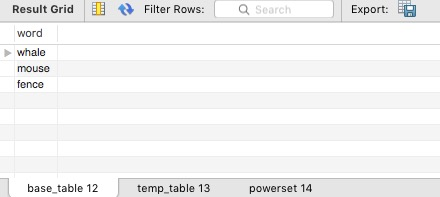 Result Grid Filter Rows: Search Export:
word
whale
mouse
fence
base_table 12 temp_table 13 powerset 14